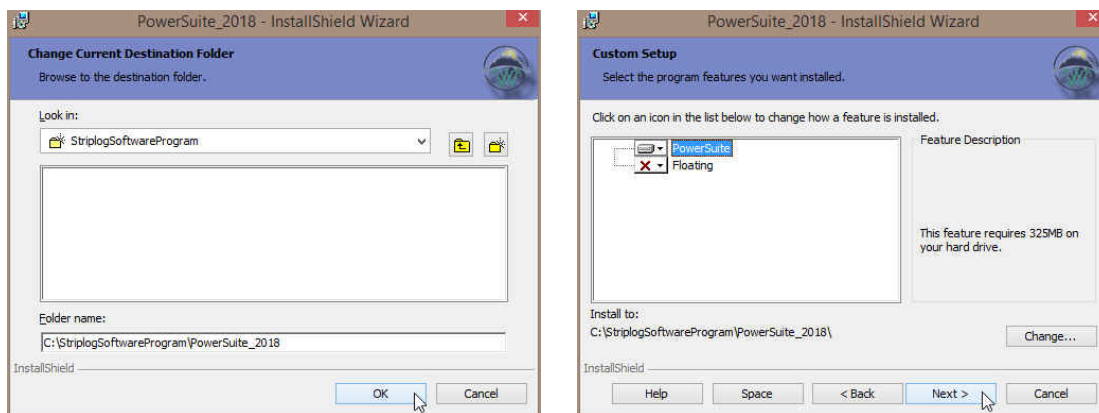 PowerSuite_2018 - InstallShield Wizard
Change Current Destination Folder
Browse to the destination folder.
Look in:
StriplogSoftwareProgram
Folder name:
C:\StriplogSoftwareProgram\PowerSuite_2018
InstallShield
OK
Cancel
PowerSuite_2018 - InstallShield Wizard
Custom Setup
Select the program features you want installed.
Click on an icon in the list below to change how a feature is installed.
PowerSuite
Floating
Feature Description
This feature requires 325MB on
your hard drive.
Install to:
C:\StriplogSoftwareProgram\PowerSuite_2018\
Change...
InstallShield
Help
Space
< Back
Next >
Cancel